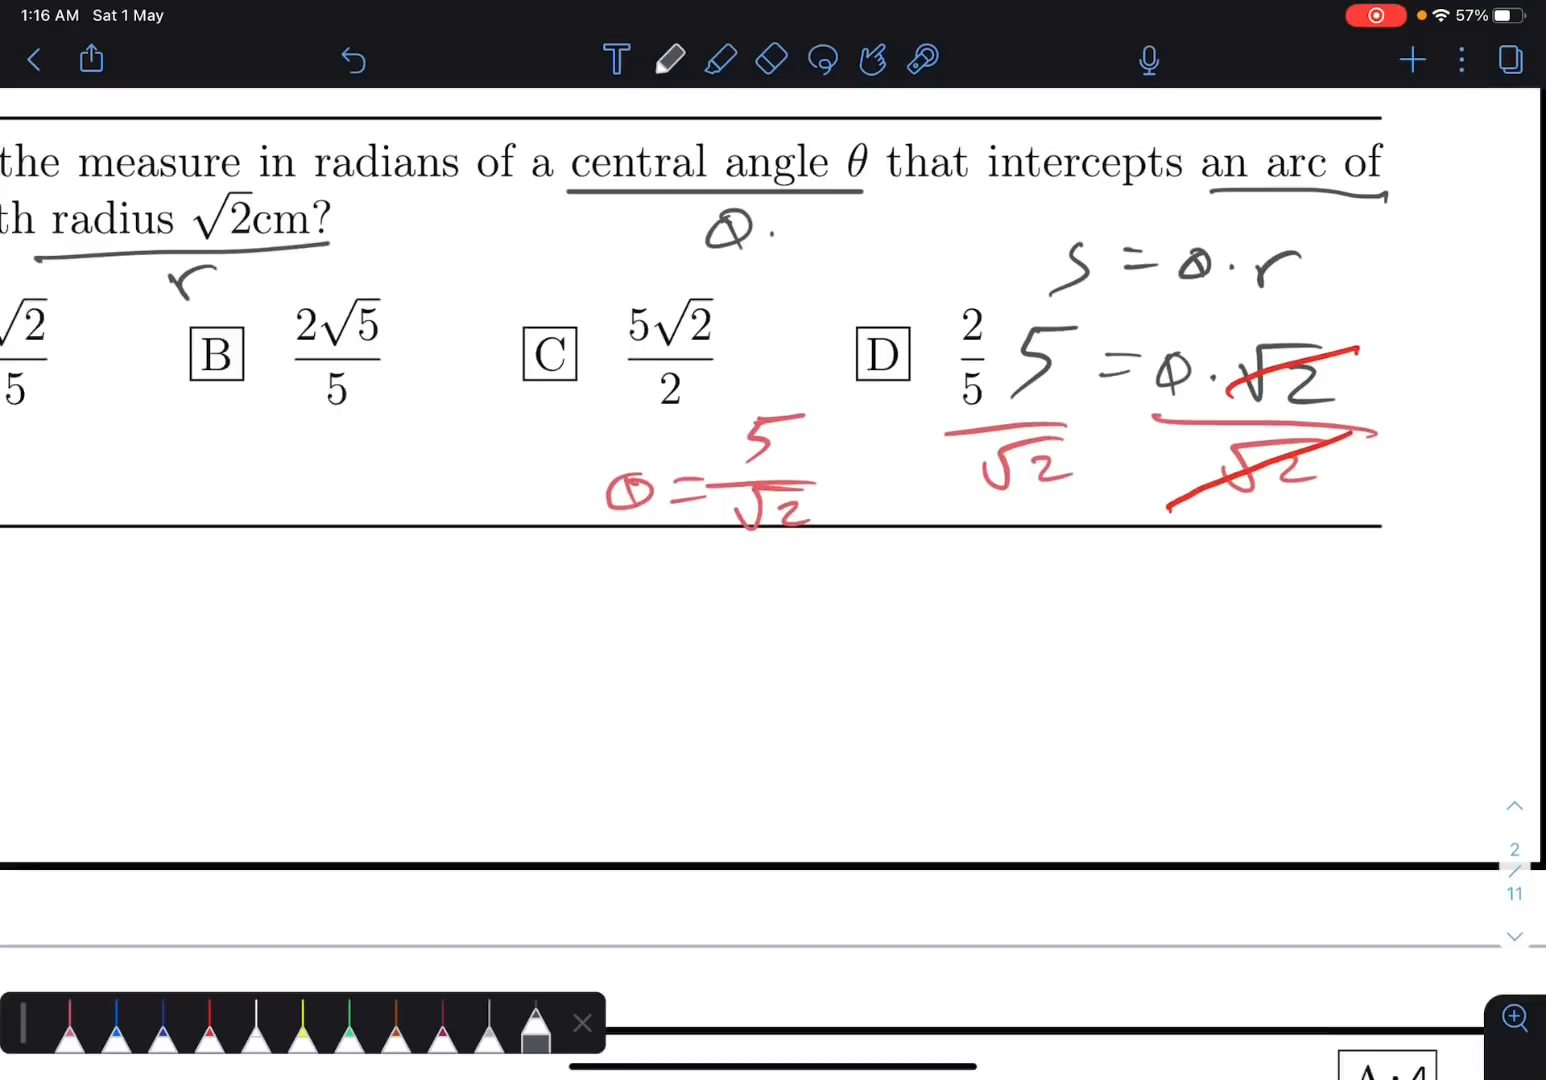 1:16 AM Sat 1 May
57%
the measure in radians of a central angle θ that intercepts an arc of
th radius √2cm?
θ.
r
s = θ · r
√2/5
B 2√5/5
C 5√2/2
D 2/5
5/√2 = θ · √2/√2
θ = 5/√2
2
/
11